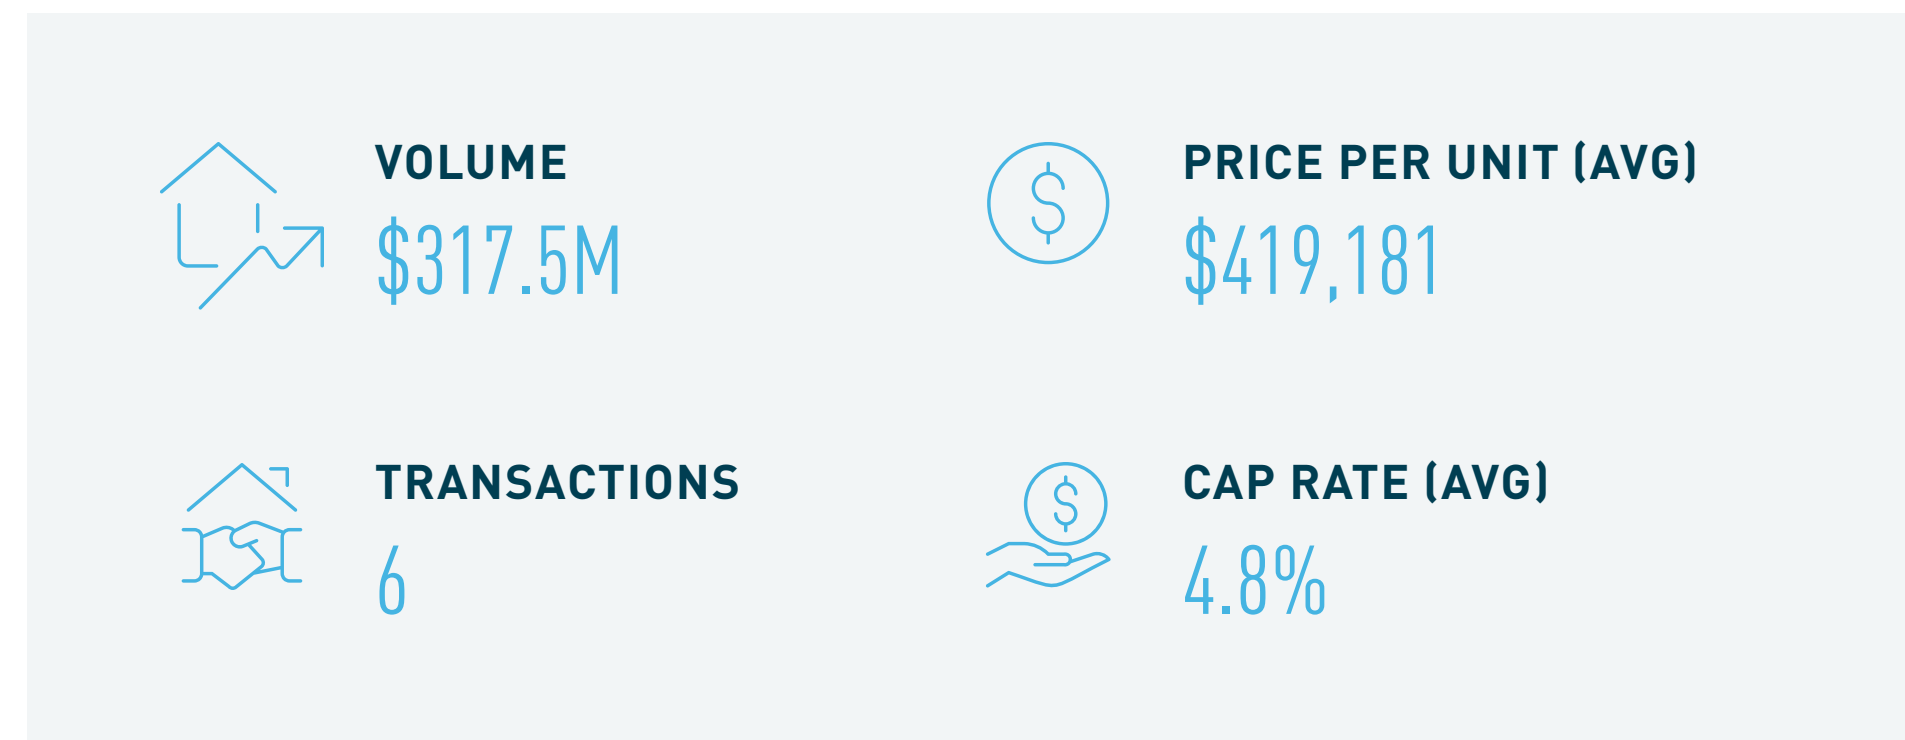 VOLUME
$317.5M
PRICE PER UNIT (AVG)
$419,181
TRANSACTIONS
6
CAP RATE (AVG)
4.8%